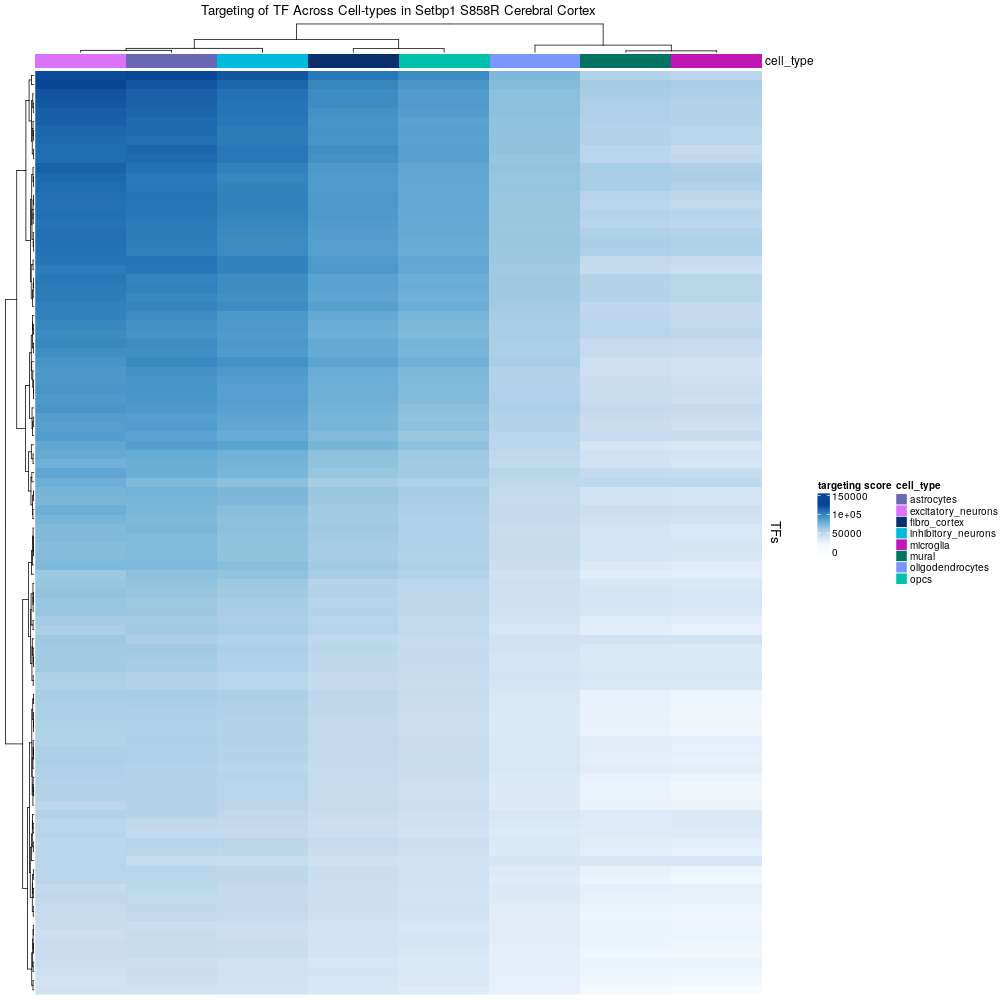 Targeting of TF Across Cell-types in Setbp1 S858R Cerebral Cortex
cell_type
TFs
targeting score
150000
1e+05
50000
0
cell_type
astrocytes
excitatory_neurons
fibro_cortex
inhibitory_neurons
microglia
mural
oligodendrocytes
opcs